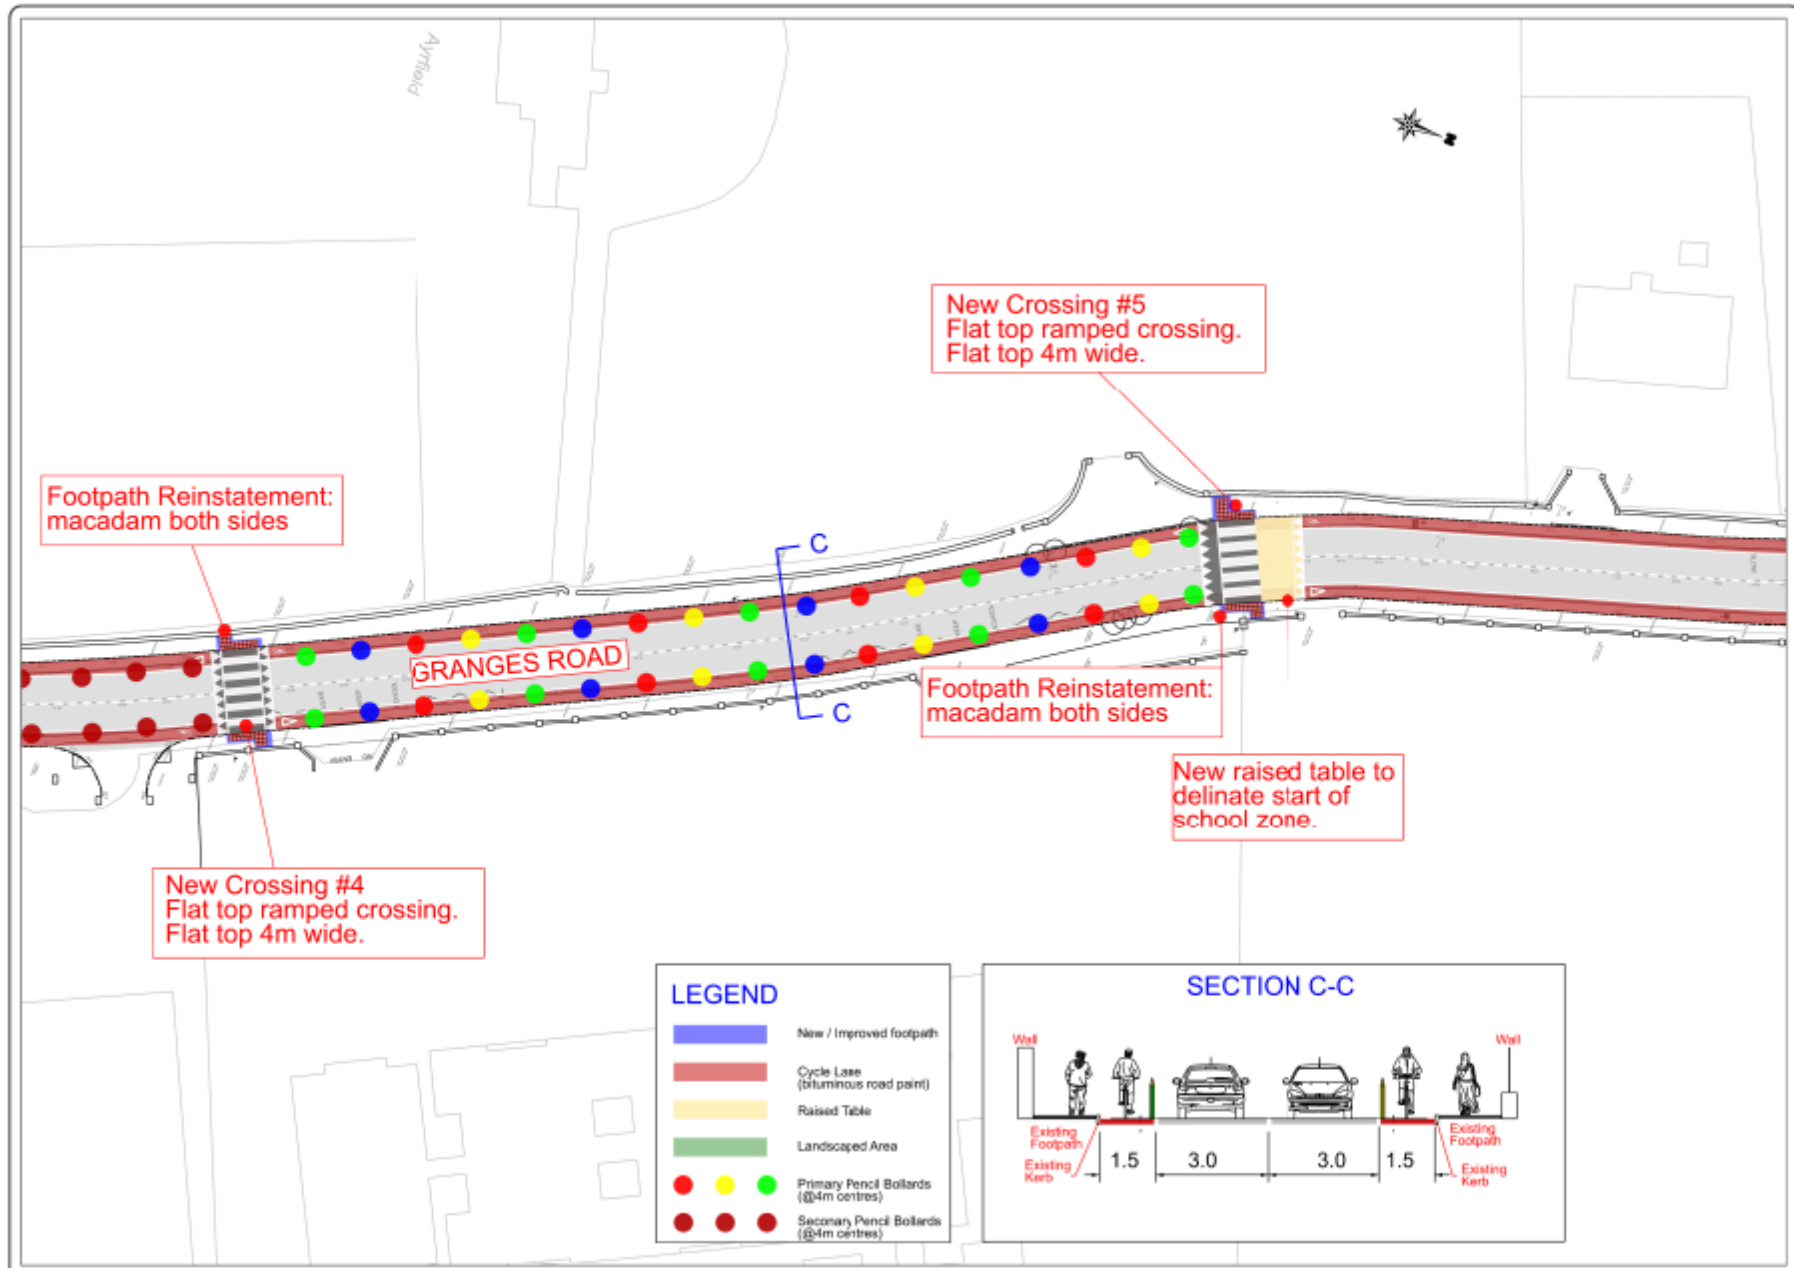 Ayrfield
New Crossing #5
Flat top ramped crossing.
Flat top 4m wide.
Footpath Reinstatement:
macadam both sides
C
GRANGES ROAD
C
Footpath Reinstatement:
macadam both sides
New raised table to
delinate start of
school zone.
New Crossing #4
Flat top ramped crossing.
Flat top 4m wide.
LEGEND
New / Improved footpath
Cycle Lane
(bituminous road paint)
Raised Table
Landscaped Area
Primary Pencil Bollards
(@4m centres)
Seconary Pencil Bollards
(@4m centres)
SECTION C-C
Wall
Wall
Existing
Footpath
Existing
Footpath
Existing
Kerb
1.5
3.0
3.0
1.5
Existing
Kerb